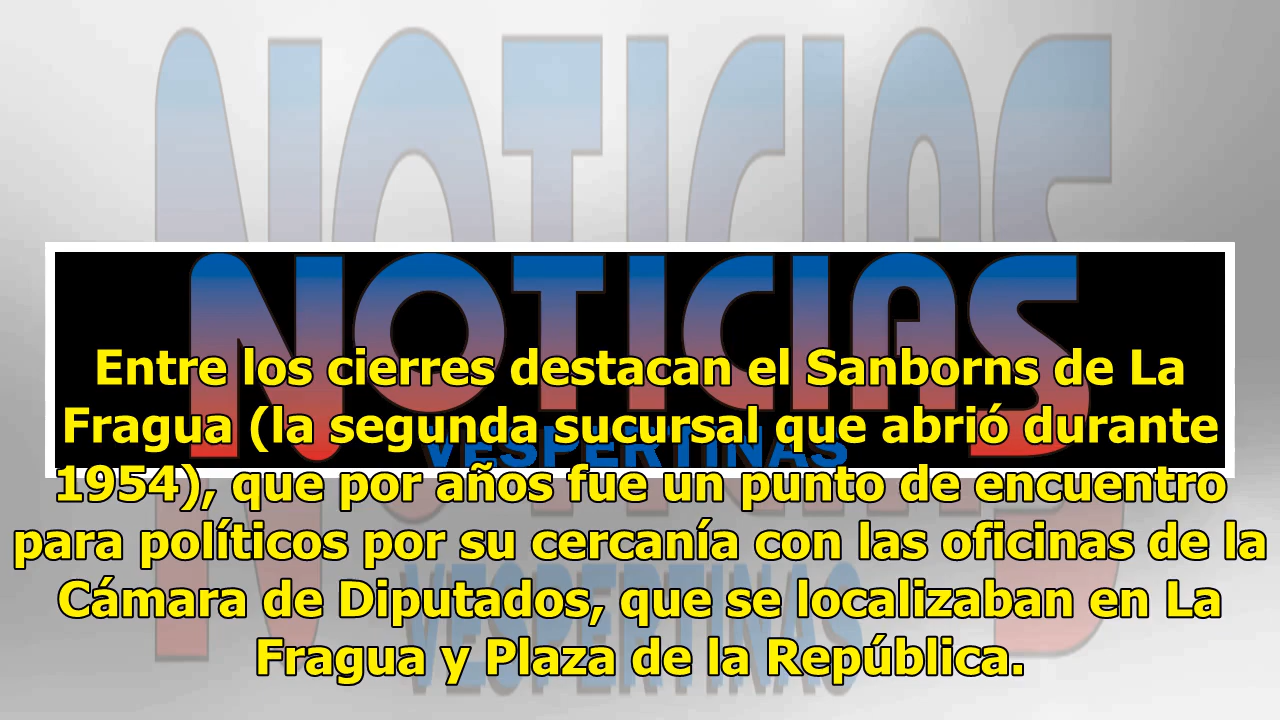 NOTICIAS
VESPERTINAS
NOTICIAS
VESPERTINAS
Entre los cierres destacan el Sanborns de La
Fragua (la segunda sucursal que abrió durante
1954), que por años fue un punto de encuentro
para políticos por su cercanía con las oficinas de la
Cámara de Diputados, que se localizaban en La
Fragua y Plaza de la República.